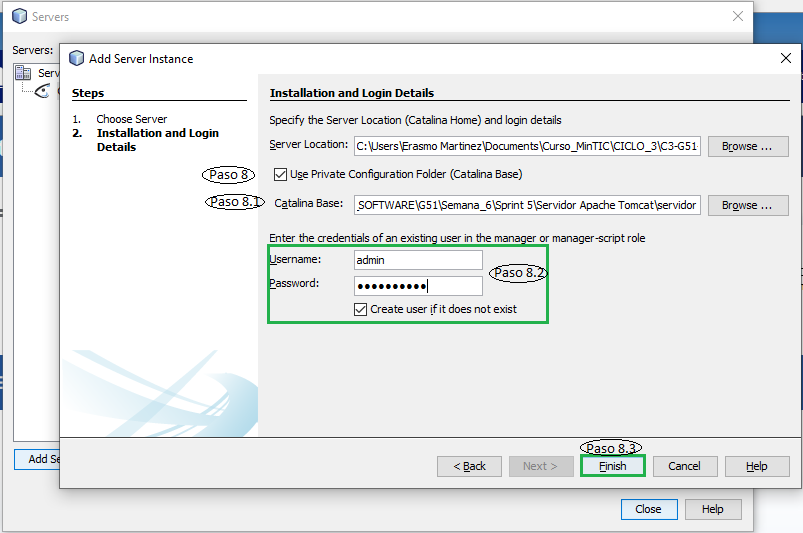 Servers
Servers:
Add Server Instance
Steps
1. Choose Server
2. Installation and Login
Details
Installation and Login Details
Specify the Server Location (Catalina Home) and login details
Server Location: C:\Users\Erasmo Martinez\Documents\Curso_MinTIC\CICLO_3\C3-G51 Browse ...
Paso 8 Use Private Configuration Folder (Catalina Base)
Paso 8.1 Catalina Base: _SOFTWARE\G51\Semana_6\Sprint 5\Servidor Apache Tomcat\servidor Browse ...
Enter the credentials of an existing user in the manager or manager-script role
Username: admin
Password: ●●●●●●●●●● Paso 8.2
Create user if it does not exist
Paso 8.3
< Back Next > Finish Cancel Help
Add Se
Close Help